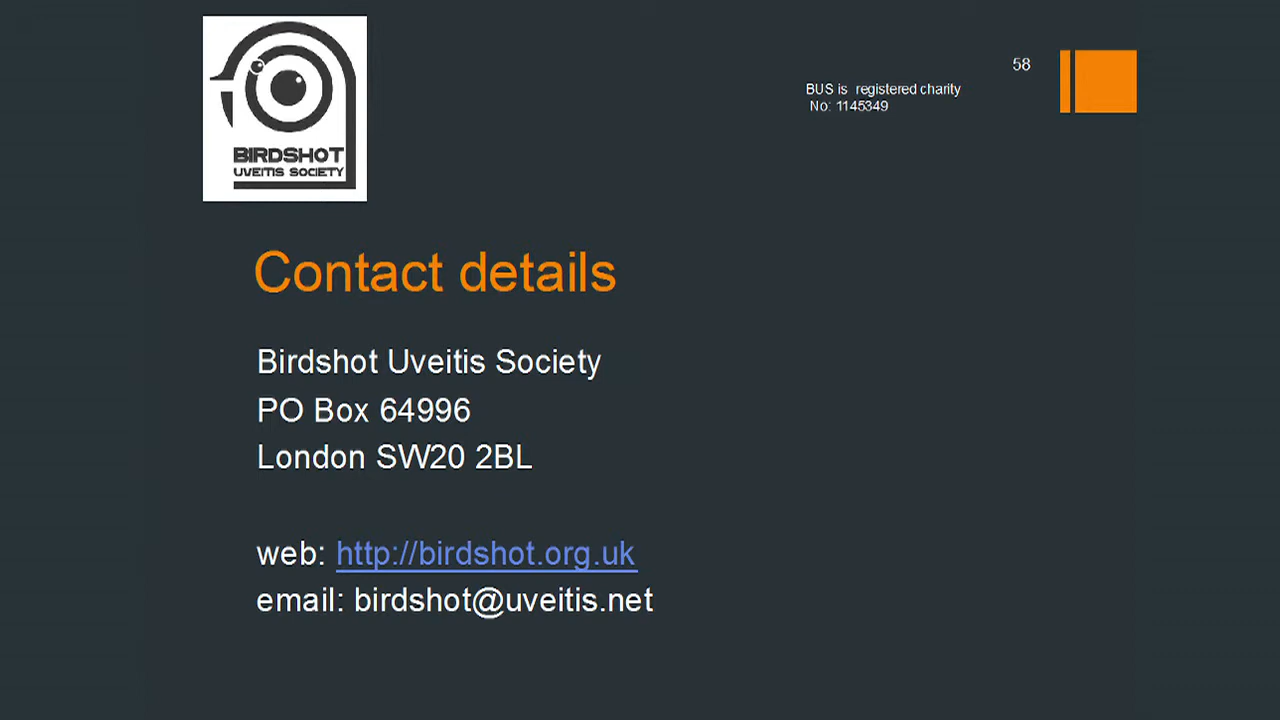 BIRDSHOT
UVEITIS SOCIETY
58
BUS is registered charity
No: 1145349
Contact details
Birdshot Uveitis Society
PO Box 64996
London SW20 2BL
web: http://birdshot.org.uk
email: birdshot@uveitis.net